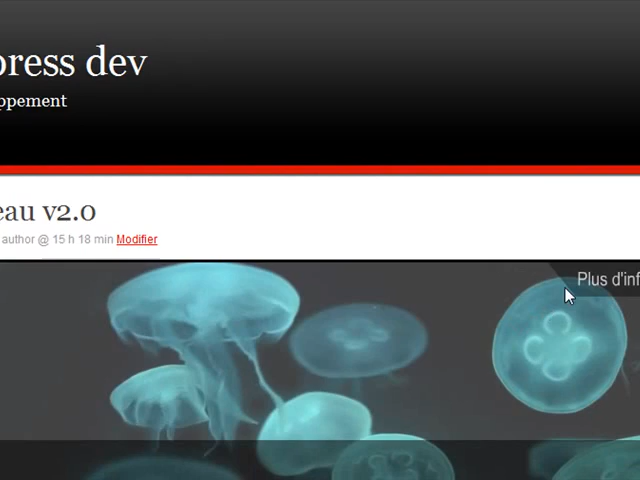 press dev
ppement
eau v2.0
author @ 15 h 18 min Modifier
Plus d'inf